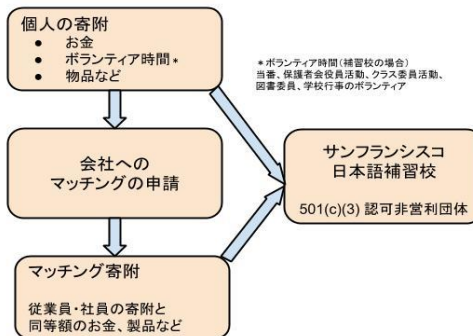 個人の寄附
● お金
● ボランティア時間*
● 物品など
*ボランティア時間(補習校の場合)
当番、保護者会役員活動、クラス委員活動、
図書委員、学校行事のボランティア
会社への
マッチングの申請
サンフランシスコ
日本語補習校
501(c)(3) 認可非営利団体
マッチング寄附
従業員・社員の寄附と
同等額のお金、製品など